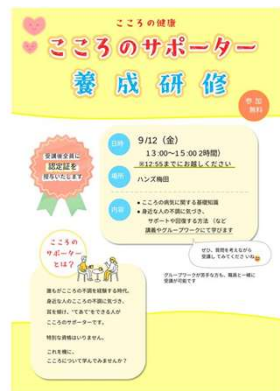 こころの健康
こころのサポーター
養成研修
参加
無料
受講者全員に
認定証を
授与いたします
日時
9/12（金）
13:00〜15:00 2時間）
※12:55までにお越しください
場所
ハンズ梅田
内容
●こころの病気に関する基礎知識
●身近な人の不調に気づき、
サポートや回復する方法 （など
講義やグループワークにて学びます
こころの
サポーター
とは？
ぜひ、質問を考えながら
受講し てみてくださいね
グループワークが苦手な方も、職員と一緒に
受講が可能です
誰もがこころの不調を経験する時代。
身近な人のこころの不調に気づき、
耳を傾け、“てあて”をできる人が
こころのサポーターです。
特別な資格はいりません。
これを機に、
こころについて学んでみませんか？